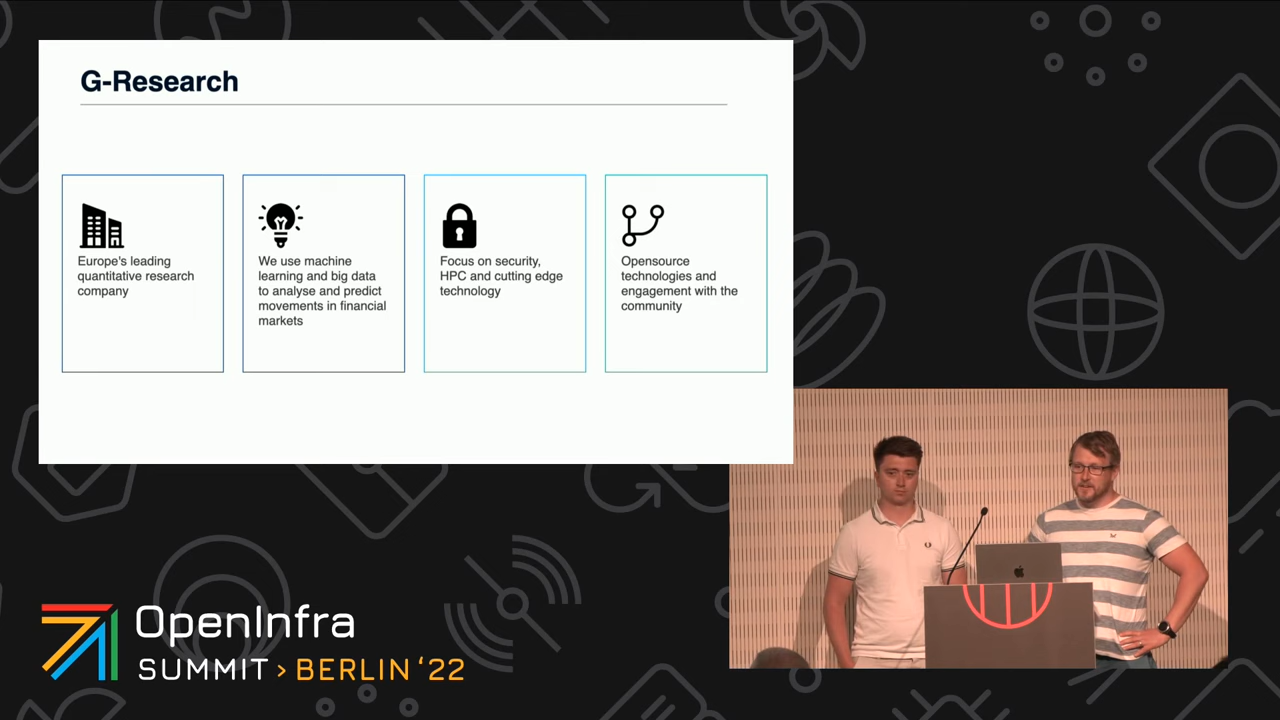 G-Research
Europe's leading
quantitative research
company
We use machine
learning and big data
to analyse and predict
movements in financial
markets
Focus on security,
HPC and cutting edge
technology
Opensource
technologies and
engagement with the
community
OpenInfra
SUMMIT > BERLIN ‘22